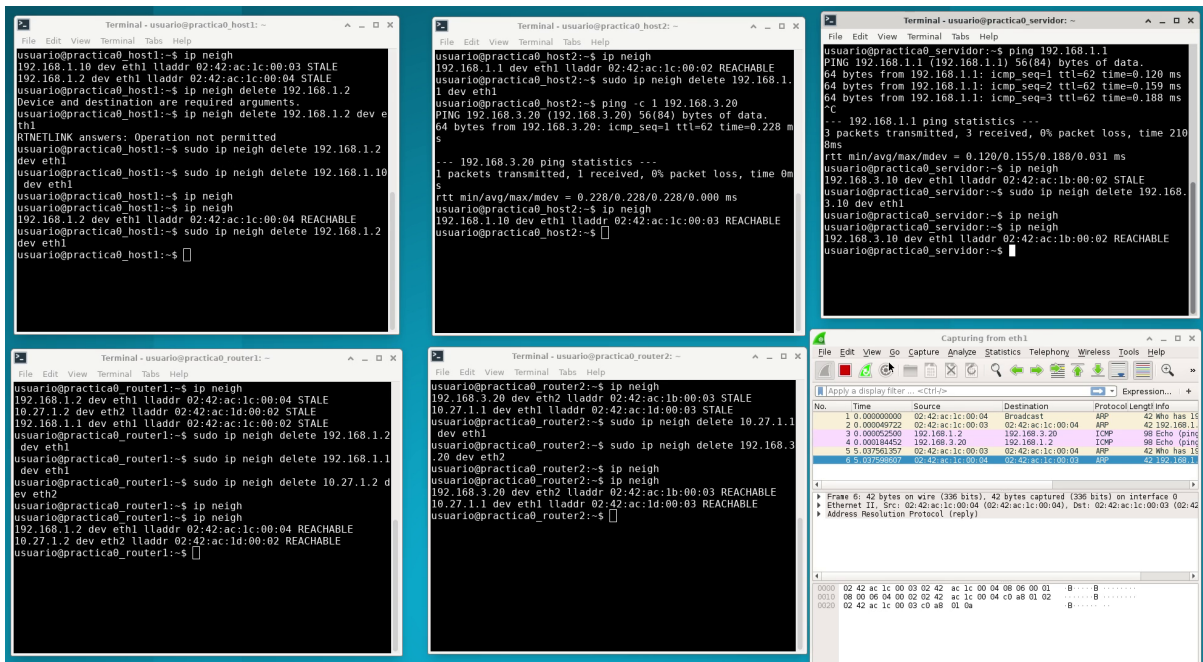 Terminal - usuario@practica0_host1: ~
File Edit View Terminal Tabs Help
usuario@practica0_host1:~$ ip neigh
192.168.1.10 dev eth1 lladdr 02:42:ac:1c:00:03 STALE
192.168.1.2 dev eth1 lladdr 02:42:ac:1c:00:04 STALE
usuario@practica0_host1:~$ ip neigh delete 192.168.1.2
Device and destination are required arguments.
usuario@practica0_host1:~$ ip neigh delete 192.168.1.2 dev e
th1
RTNETLINK answers: Operation not permitted
usuario@practica0_host1:~$ sudo ip neigh delete 192.168.1.2
dev eth1
usuario@practica0_host1:~$ sudo ip neigh delete 192.168.1.10
dev eth1
usuario@practica0_host1:~$ ip neigh
usuario@practica0_host1:~$ ip neigh
192.168.1.2 dev eth1 lladdr 02:42:ac:1c:00:04 REACHABLE
usuario@practica0_host1:~$ sudo ip neigh delete 192.168.1.2
dev eth1
usuario@practica0_host1:~$
Terminal - usuario@practica0_host2: ~
File Edit View Terminal Tabs Help
usuario@practica0_host2:~$ ip neigh
192.168.1.1 dev eth1 lladdr 02:42:ac:1c:00:02 REACHABLE
usuario@practica0_host2:~$ sudo ip neigh delete 192.168.1.
1 dev eth1
usuario@practica0_host2:~$ ping -c 1 192.168.3.20
PING 192.168.3.20 (192.168.3.20) 56(84) bytes of data.
64 bytes from 192.168.3.20: icmp_seq=1 ttl=62 time=0.228 m
s
--- 192.168.3.20 ping statistics ---
1 packets transmitted, 1 received, 0% packet loss, time 0m
s
rtt min/avg/max/mdev = 0.228/0.228/0.228/0.000 ms
usuario@practica0_host2:~$ ip neigh
192.168.1.10 dev eth1 lladdr 02:42:ac:1c:00:03 REACHABLE
usuario@practica0_host2:~$
Terminal - usuario@practica0_servidor: ~
File Edit View Terminal Tabs Help
usuario@practica0_servidor:~$ ping 192.168.1.1
PING 192.168.1.1 (192.168.1.1) 56(84) bytes of data.
64 bytes from 192.168.1.1: icmp_seq=1 ttl=62 time=0.120 ms
64 bytes from 192.168.1.1: icmp_seq=2 ttl=62 time=0.159 ms
64 bytes from 192.168.1.1: icmp_seq=3 ttl=62 time=0.188 ms
^C
--- 192.168.1.1 ping statistics ---
3 packets transmitted, 3 received, 0% packet loss, time 210
8ms
rtt min/avg/max/mdev = 0.120/0.155/0.188/0.031 ms
usuario@practica0_servidor:~$ ip neigh
192.168.3.10 dev eth1 lladdr 02:42:ac:1b:00:02 STALE
usuario@practica0_servidor:~$ sudo ip neigh delete 192.168.
3.10 dev eth1
usuario@practica0_servidor:~$ ip neigh
usuario@practica0_servidor:~$ ip neigh
192.168.3.10 dev eth1 lladdr 02:42:ac:1b:00:02 REACHABLE
usuario@practica0_servidor:~$
Terminal - usuario@practica0_router1: ~
File Edit View Terminal Tabs Help
usuario@practica0_router1:~$ ip neigh
192.168.1.2 dev eth1 lladdr 02:42:ac:1c:00:04 STALE
10.27.1.2 dev eth2 lladdr 02:42:ac:1d:00:02 STALE
192.168.1.1 dev eth1 lladdr 02:42:ac:1c:00:02 STALE
usuario@practica0_router1:~$ sudo ip neigh delete 192.168.1.2
dev eth1
usuario@practica0_router1:~$ sudo ip neigh delete 192.168.1.1
dev eth1
usuario@practica0_router1:~$ sudo ip neigh delete 10.27.1.2 d
ev eth2
usuario@practica0_router1:~$ ip neigh
usuario@practica0_router1:~$ ip neigh
192.168.1.2 dev eth1 lladdr 02:42:ac:1c:00:04 REACHABLE
10.27.1.2 dev eth2 lladdr 02:42:ac:1d:00:02 REACHABLE
usuario@practica0_router1:~$
Terminal - usuario@practica0_router2: ~
File Edit View Terminal Tabs Help
usuario@practica0_router2:~$ ip neigh
192.168.3.20 dev eth2 lladdr 02:42:ac:1b:00:03 STALE
10.27.1.1 dev eth1 lladdr 02:42:ac:1d:00:03 STALE
usuario@practica0_router2:~$ sudo ip neigh delete 10.27.1.1
dev eth1
usuario@practica0_router2:~$ sudo ip neigh delete 192.168.3
.20 dev eth2
usuario@practica0_router2:~$ ip neigh
usuario@practica0_router2:~$ ip neigh
192.168.3.20 dev eth2 lladdr 02:42:ac:1b:00:03 REACHABLE
10.27.1.1 dev eth1 lladdr 02:42:ac:1d:00:03 REACHABLE
usuario@practica0_router2:~$
Capturing from eth1
File Edit View Go Capture Analyze Statistics Telephony Wireless Tools Help
Apply a display filter ... <Ctrl-/> Expression... +
No. Time Source Destination Protocol Lengtl Info
1 0.000000000 02:42:ac:1c:00:04 Broadcast ARP 42 Who has 19
2 0.000049722 02:42:ac:1c:00:03 02:42:ac:1c:00:04 ARP 42 192.168.1.
3 0.000052500 192.168.1.2 192.168.3.20 ICMP 98 Echo (ping
4 0.000184452 192.168.3.20 192.168.1.2 ICMP 98 Echo (ping
5 5.037561357 02:42:ac:1c:00:03 02:42:ac:1c:00:04 ARP 42 Who has 19
6 5.037599607 02:42:ac:1c:00:04 02:42:ac:1c:00:03 ARP 42 192.168.1.
Frame 6: 42 bytes on wire (336 bits), 42 bytes captured (336 bits) on interface 0
Ethernet II, Src: 02:42:ac:1c:00:04 (02:42:ac:1c:00:04), Dst: 02:42:ac:1c:00:03 (02:42
Address Resolution Protocol (reply)
0000 02 42 ac 1c 00 03 02 42 ac 1c 00 04 08 06 00 01 ·B·····B ········
0010 08 00 06 04 00 02 02 42 ac 1c 00 04 c0 a8 01 02 ·······B ········
0020 02 42 ac 1c 00 03 c0 a8 01 0a ·B······ ··